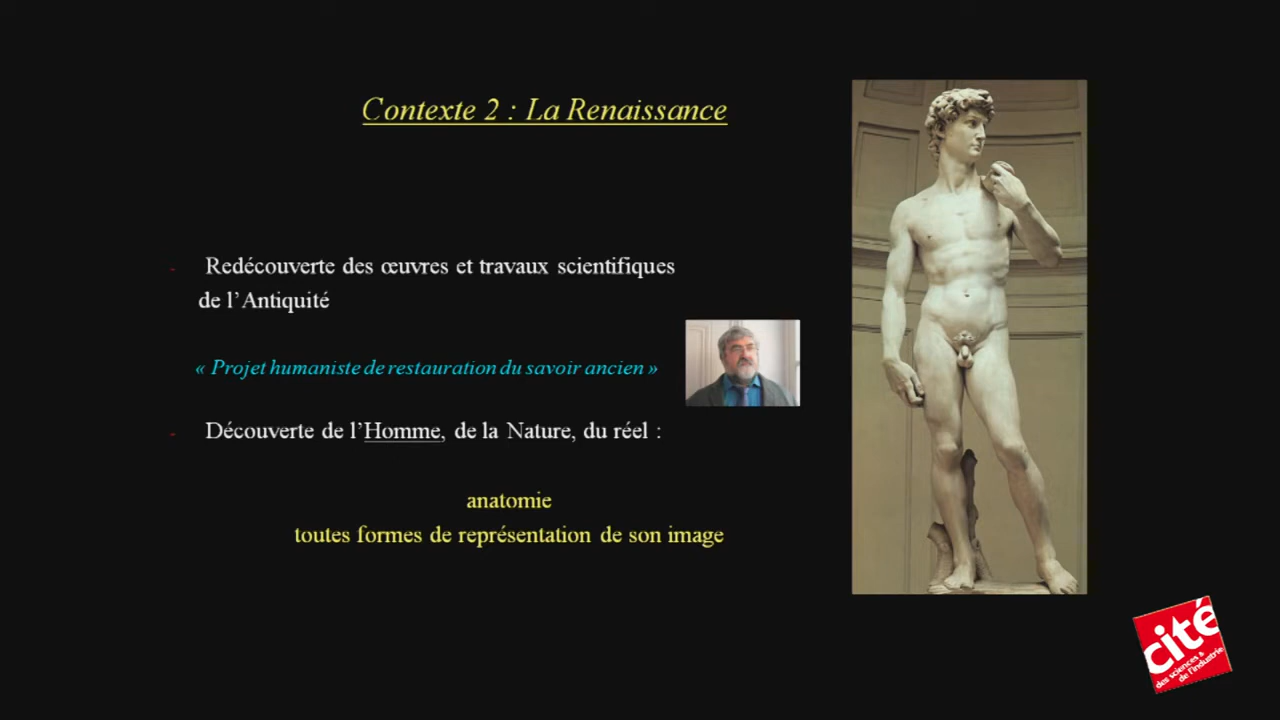 Contexte 2 : La Renaissance
- Redécouverte des œuvres et travaux scientifiques
de l’Antiquité
« Projet humaniste de restauration du savoir ancien »
- Découverte de l’Homme, de la Nature, du réel :
anatomie
toutes formes de représentation de son image
cité
des sciences &
de l'industrie